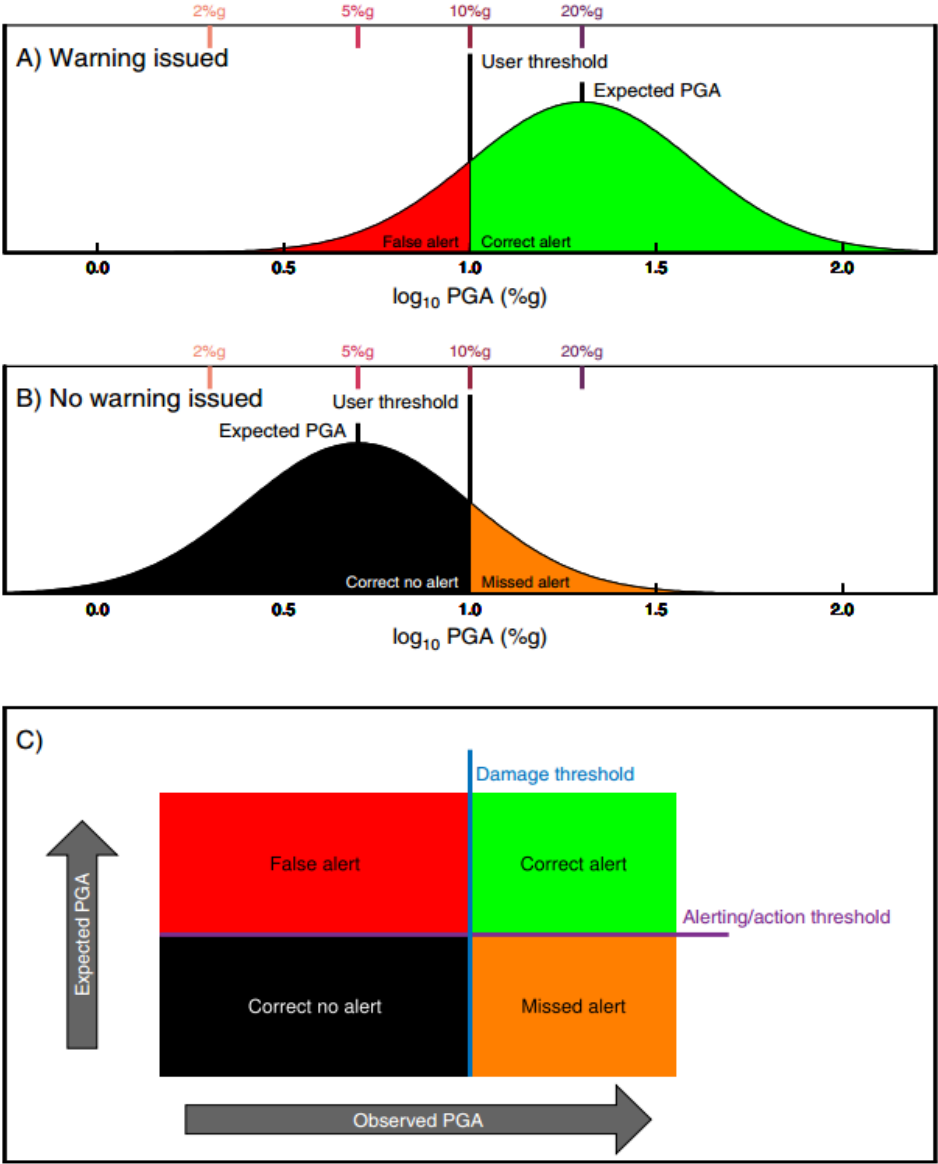 2%g 5%g 10%g 20%g
A) Warning issued
User threshold
Expected PGA
False alert Correct alert
0.0 0.5 1.0 1.5 2.0
log10 PGA (%g)
2%g 5%g 10%g 20%g
B) No warning issued
User threshold
Expected PGA
Correct no alert Missed alert
0.0 0.5 1.0 1.5 2.0
log10 PGA (%g)
C)
Damage threshold
False alert Correct alert
Expected PGA
Alerting/action threshold
Correct no alert Missed alert
Observed PGA